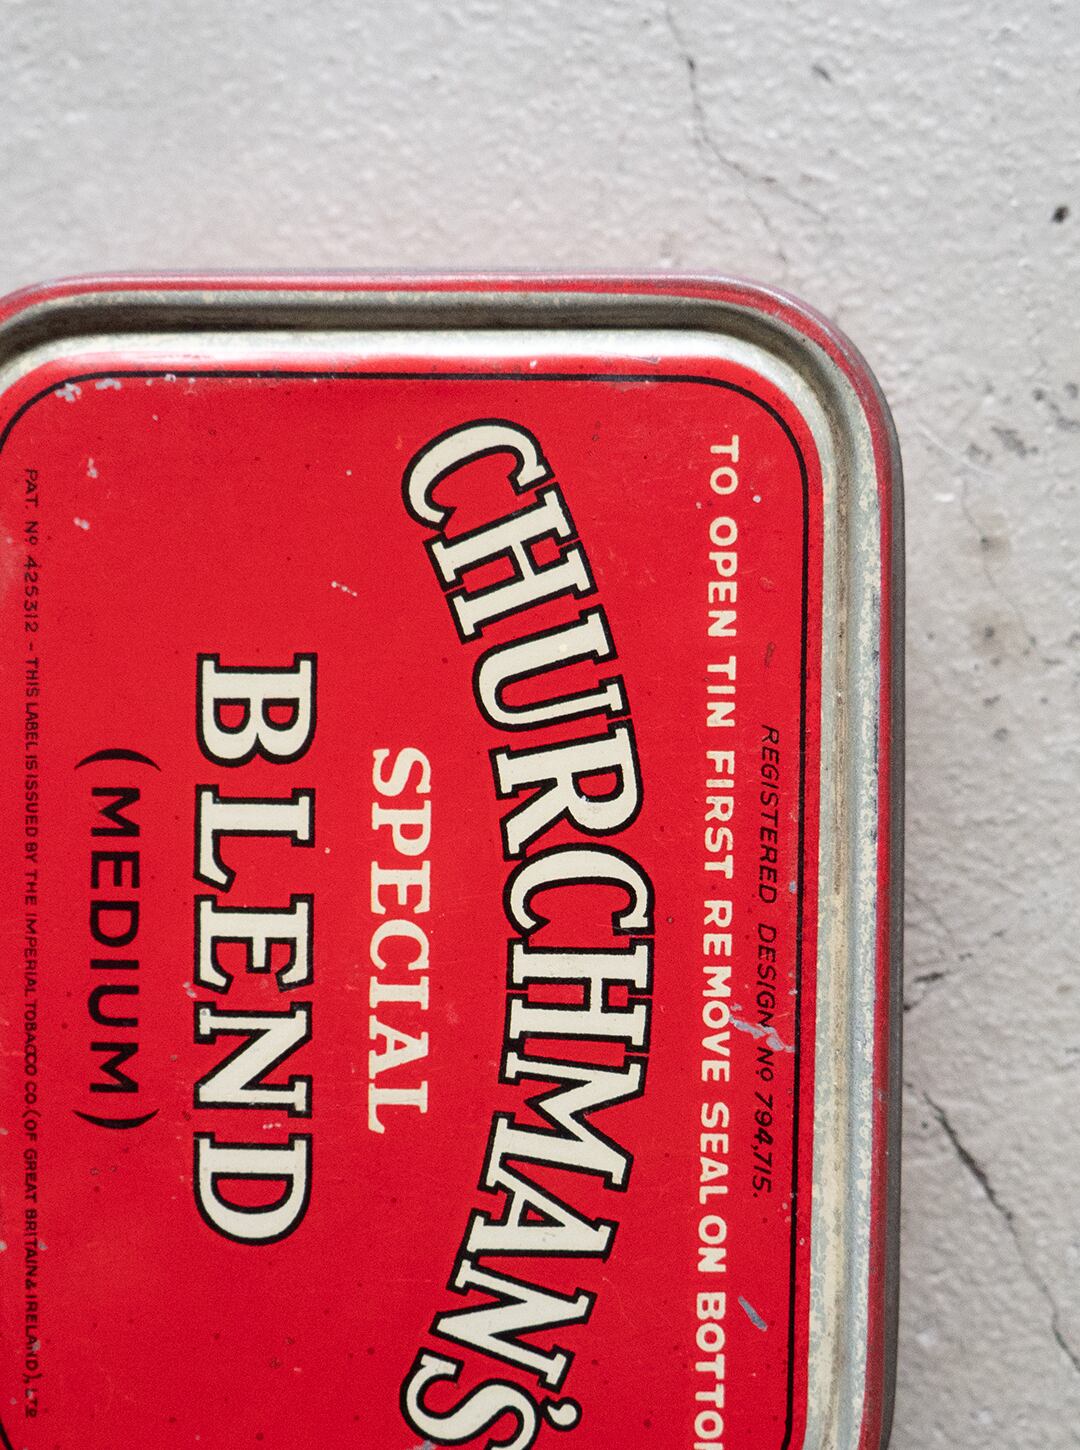 REGISTERED DESIGN Nº 794,715.
TO OPEN TIN FIRST REMOVE SEAL ON BOTTO
CHURCHMAN'S
SPECIAL
BLEND
(MEDIUM)
PAT. Nº 425312 - THIS LABEL IS ISSUED BY THE IMPERIAL TOBACCO CO. (OF GREAT BRITAIN & IRELAND), LTD